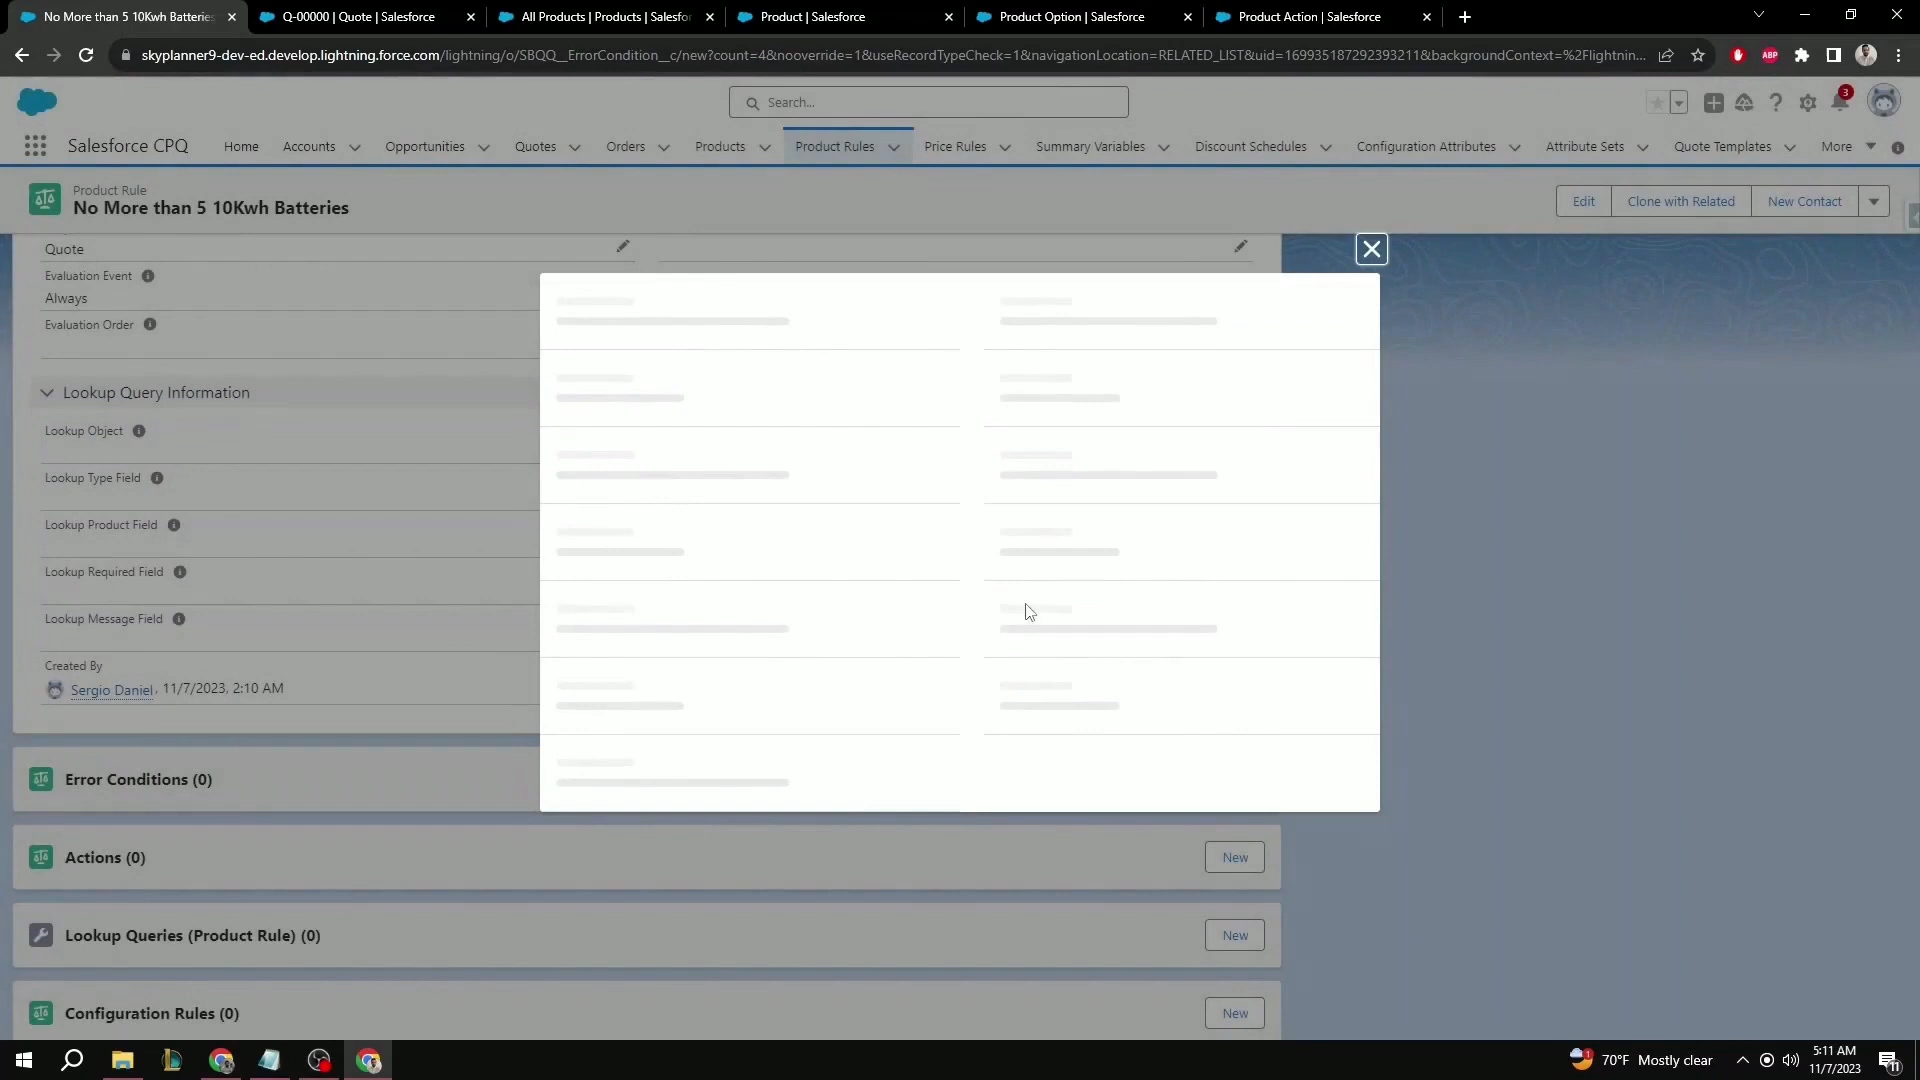 No More than 5 10Kwh Batteries
Q-00000 | Quote | Salesforce
All Products | Products | Salesfor
Product | Salesforce
Product Option | Salesforce
Product Action | Salesforce
skyplanner9-dev-ed.develop.lightning.force.com/lightning/o/SBQQ__ErrorCondition__c/new?count=4&nooverride=1&useRecordTypeCheck=1&navigationLocation=RELATED_LIST&uid=169935187292393211&backgroundContext=%2Flightnin...
ABP
Search...
3
Salesforce CPQ
Home
Accounts
Opportunities
Quotes
Orders
Products
Product Rules
Price Rules
Summary Variables
Discount Schedules
Configuration Attributes
Attribute Sets
Quote Templates
More
Product Rule
No More than 5 10Kwh Batteries
Edit
Clone with Related
New Contact
Quote
Evaluation Event
Always
Evaluation Order
Lookup Query Information
Lookup Object
Lookup Type Field
Lookup Product Field
Lookup Required Field
Lookup Message Field
Created By
Sergio Daniel, 11/7/2023, 2:10 AM
Error Conditions (0)
Actions (0)
New
Lookup Queries (Product Rule) (0)
New
Configuration Rules (0)
New
1
70°F Mostly clear
5:11 AM
11/7/2023
11